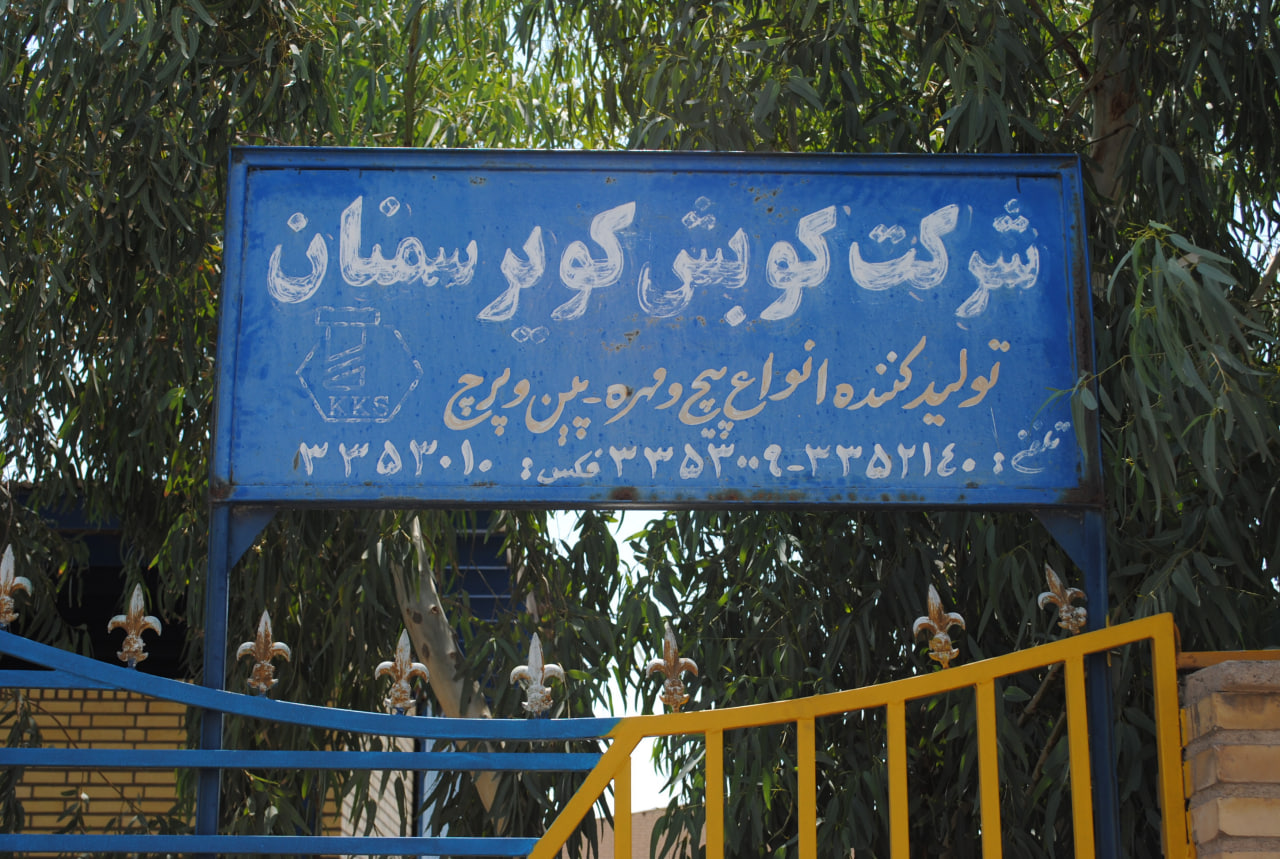 شرکت کوبش کویر سمنان
تولید کننده انواع پیچ و مهره - پین و پرچ
KKS
تلفن: ۳۳۵۲۱۴۰ - ۳۳۵۳۰۰۹ فکس: ۳۳۵۳۰۱۰